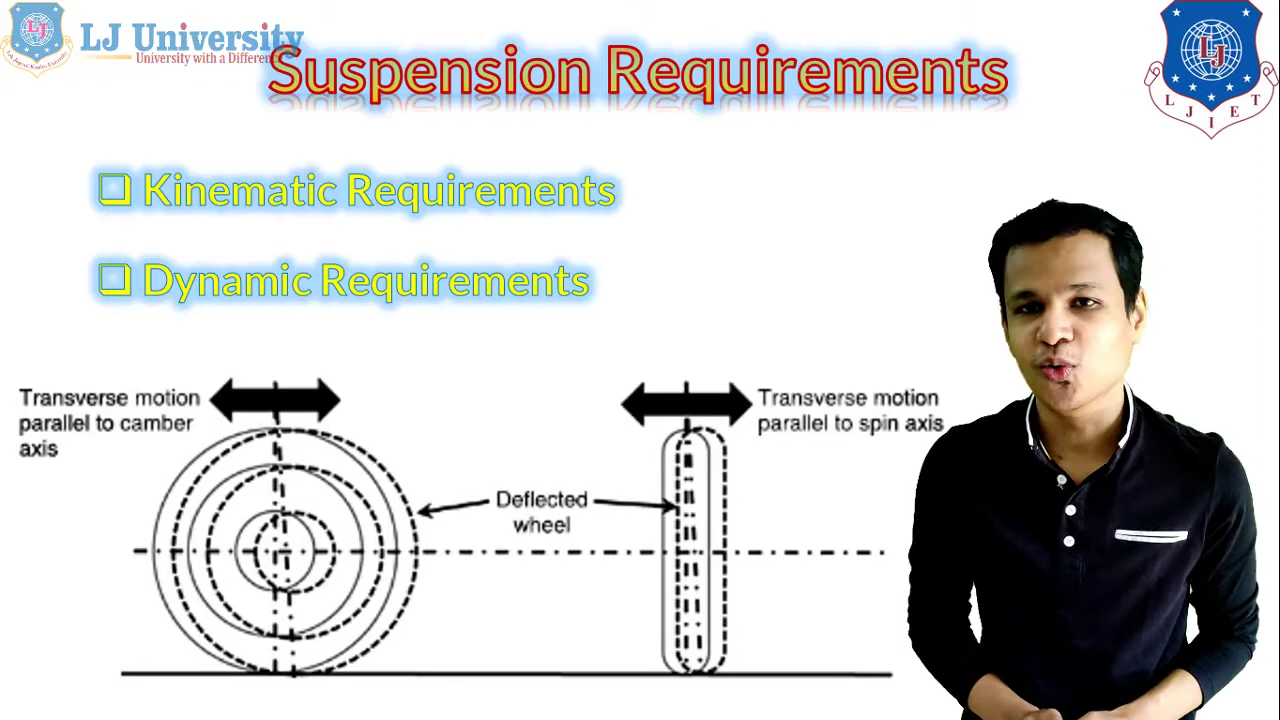 LJ University
University with a Difference
Suspension Requirements
LJ
L J I E T
Kinematic Requirements
Dynamic Requirements
Transverse motion
parallel to camber
axis
Transverse motion
parallel to spin axis
Deflected
wheel